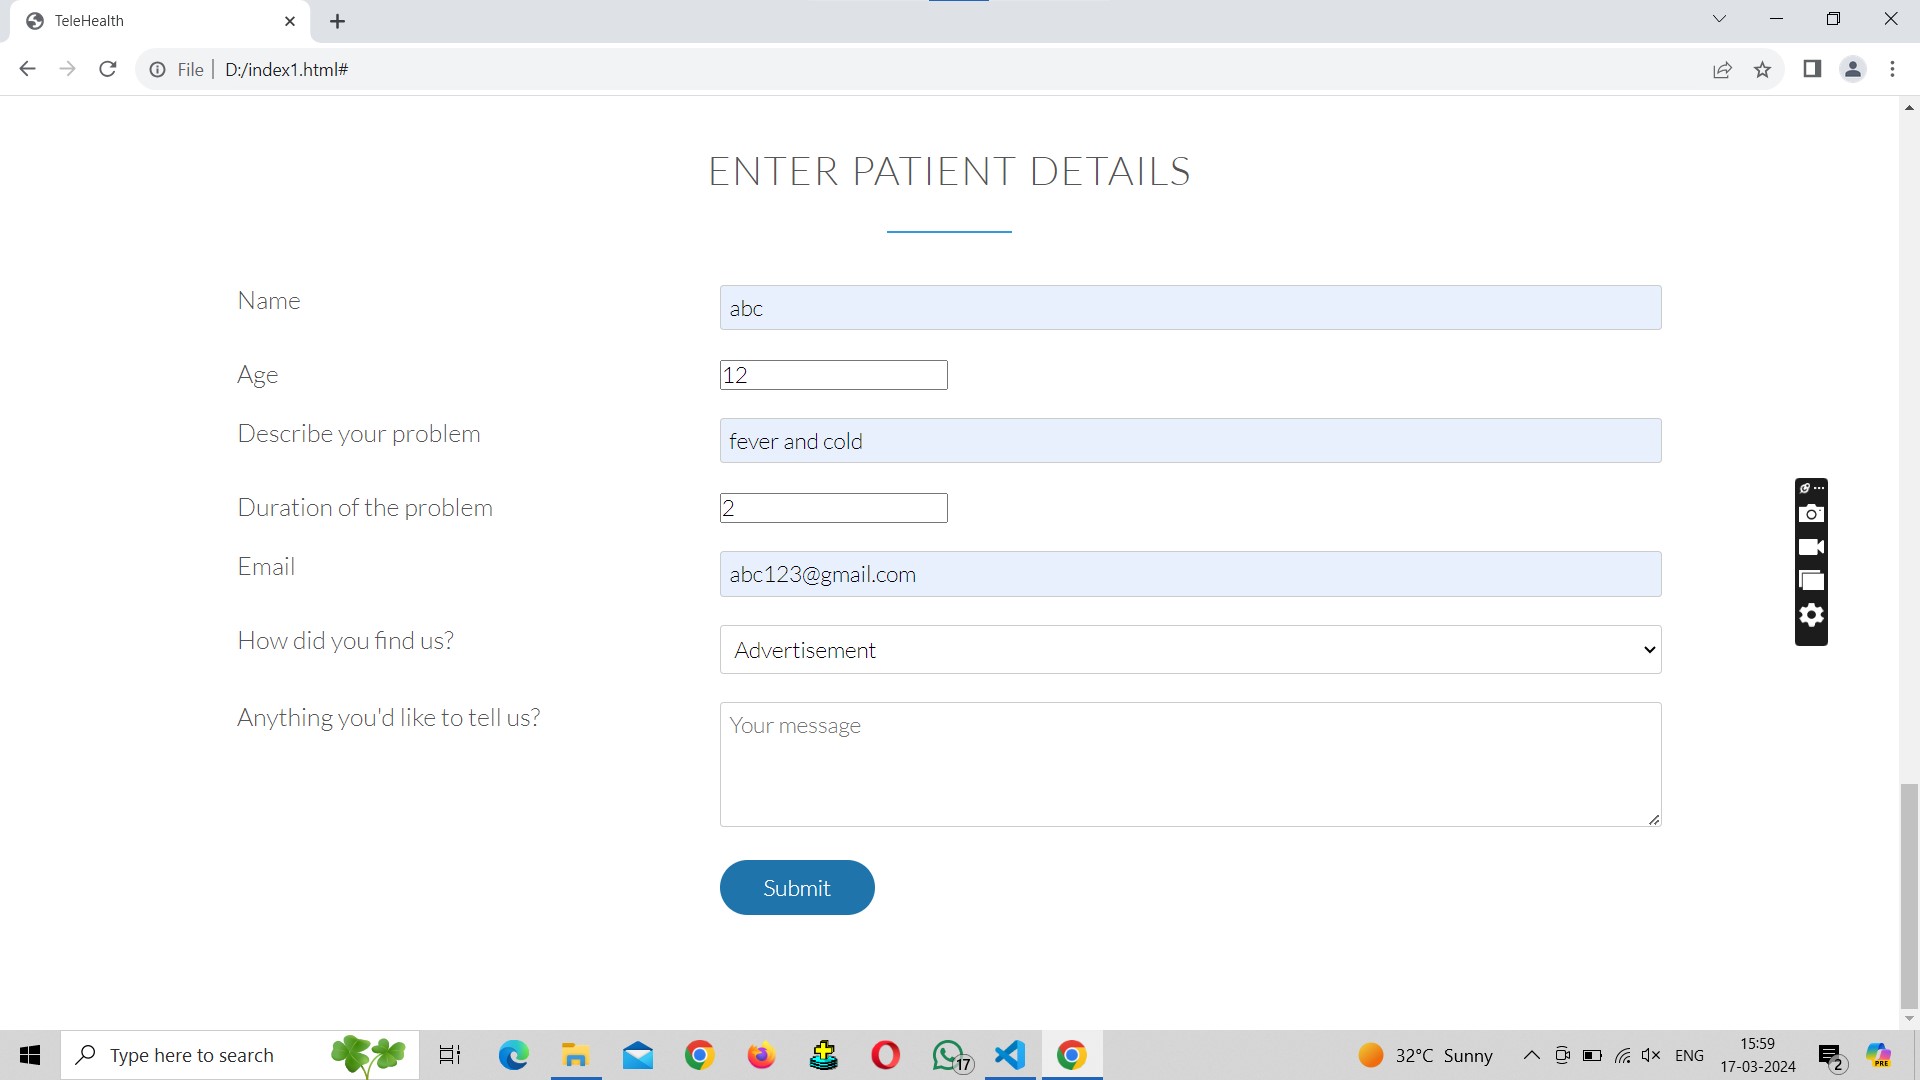 TeleHealth
File D:/index1.html#
ENTER PATIENT DETAILS
Name abc
Age 12
Describe your problem fever and cold
Duration of the problem 2
Email abc123@gmail.com
How did you find us? Advertisement
Anything you'd like to tell us? Your message
Submit
Type here to search 17 32°C Sunny ENG 15:59
17-03-2024 2 PRE